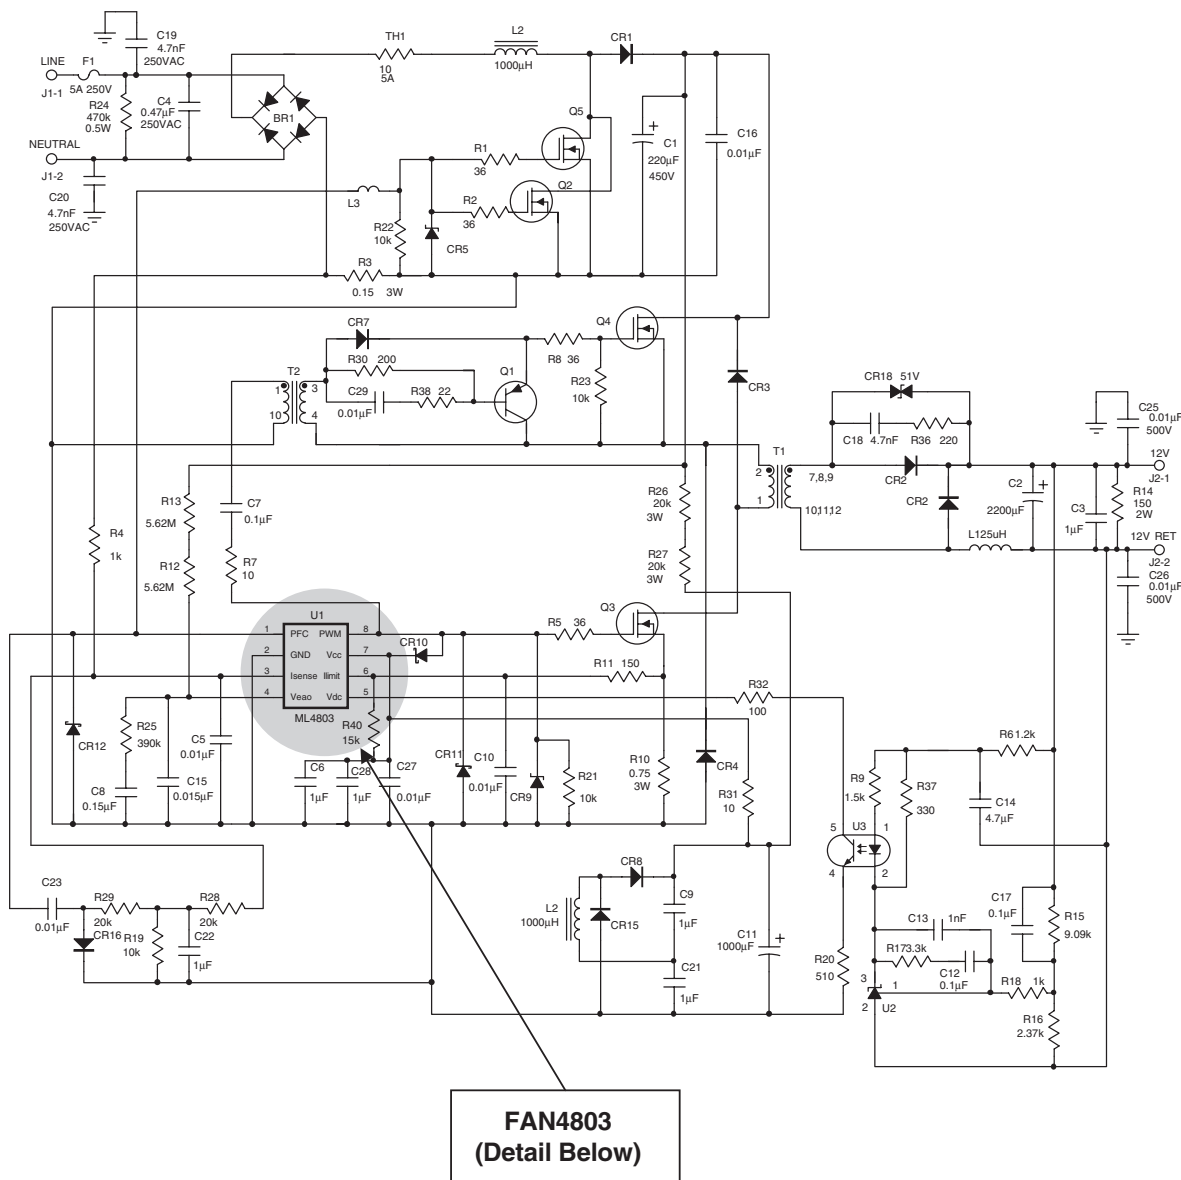 C19
4.7nF
250VAC
LINE
F1
J1-1
5A 250V
R24
470k
0.5W
C4
0.47µF
250VAC
BR1
NEUTRAL
J1-2
C20
4.7nF
250VAC
TH1
10
5A
L2
1000µH
CR1
Q5
R1
36
Q2
R2
36
L3
R22
10k
CR5
C1
220µF
450V
C16
0.01µF
R3
0.15 3W
CR7
R30 200
C29
0.01µF
R38 22
Q1
R8 36
R23
10k
Q4
CR3
T2
1
10
3
4
CR18 51V
C18 4.7nF
R36 220
C25
0.01µF
500V
12V
J2-1
T1
2
1
7,8,9
10,11,12
CR2
CR2
C2
2200µF
C3
1µF
R14
150
2W
L125uH
12V RET
J2-2
C26
0.01µF
500V
R13
5.62M
R12
5.62M
C7
0.1µF
R7
10
R4
1k
R26
20k
3W
R27
20k
3W
Q3
U1
1 PFC PWM 8
2 GND Vcc 7
3 Isense Ilimit 6
4 Veao Vdc 5
ML4803
CR10
R5 36
R11 150
R32
100
R40
15k
CR12
R25
390k
C5
0.01µF
C8
0.15µF
C15
0.015µF
C6
1µF
C28
1µF
C27
0.01µF
CR11
C10
0.01µF
CR9
R21
10k
R10
0.75
3W
CR4
R31
10
R9
1.5k
R37
330
R61.2k
C14
4.7µF
U3
5
4
1
2
C23
0.01µF
R29
20k
R28
20k
CR16
R19
10k
C22
1µF
CR8
L2
1000µH
CR15
C9
1µF
C21
1µF
C11
1000µF
R20
510
C13 1nF
R173.3k
C12
0.1µF
C17
0.1µF
R15
9.09k
R18 1k
3
1
2
U2
R16
2.37k
FAN4803
(Detail Below)